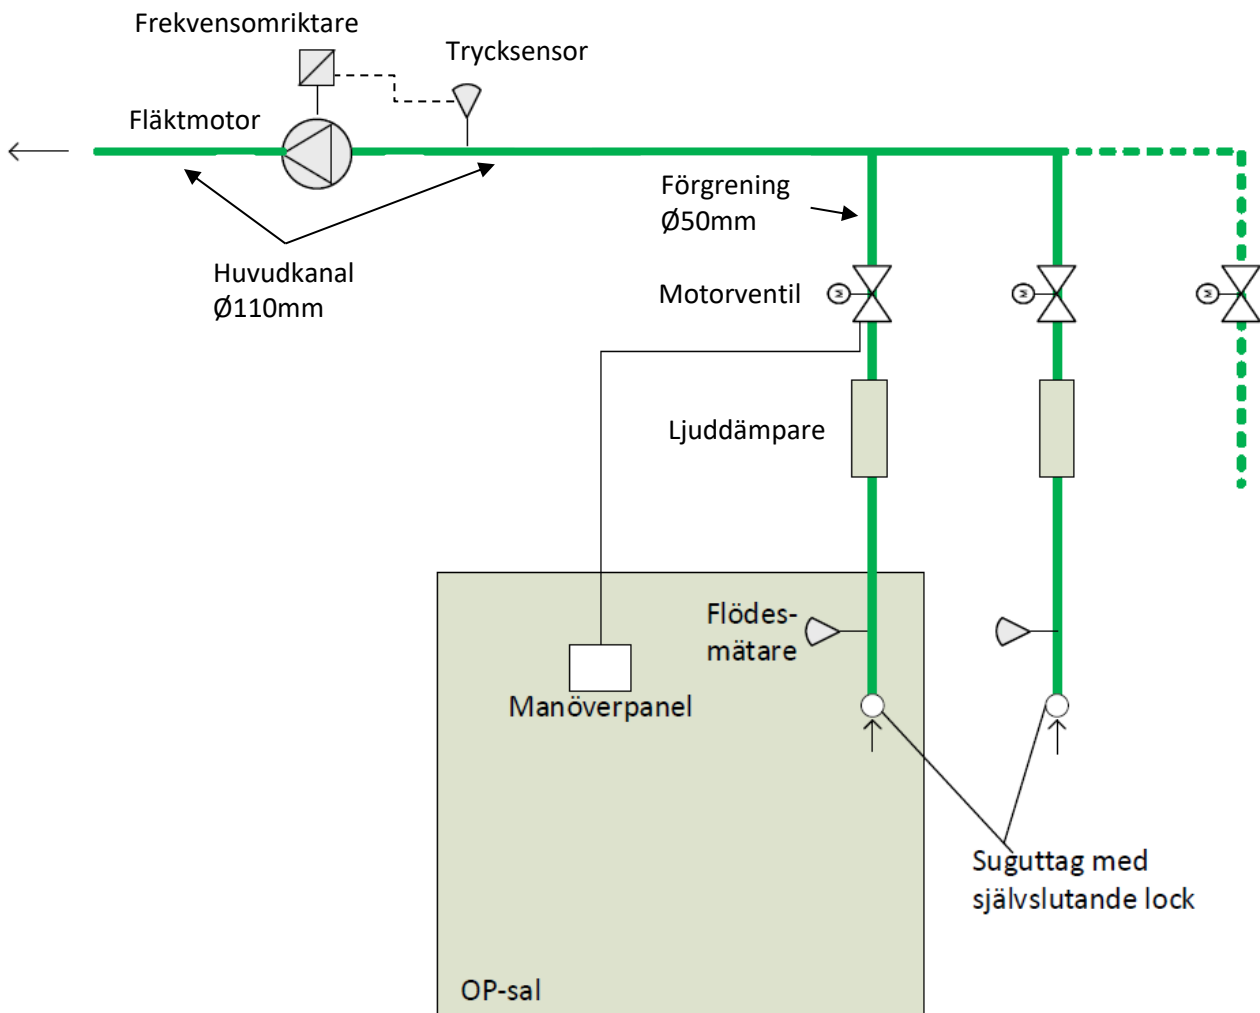 Frekvensomriktare
Trycksensor
Fläktmotor
Förgrening
Ø50mm
Huvudkanal
Ø110mm
Motorventil
M
M
M
Ljuddämpare
Flödes-
mätare
Manöverpanel
Suguttag med
självslutande lock
OP-sal